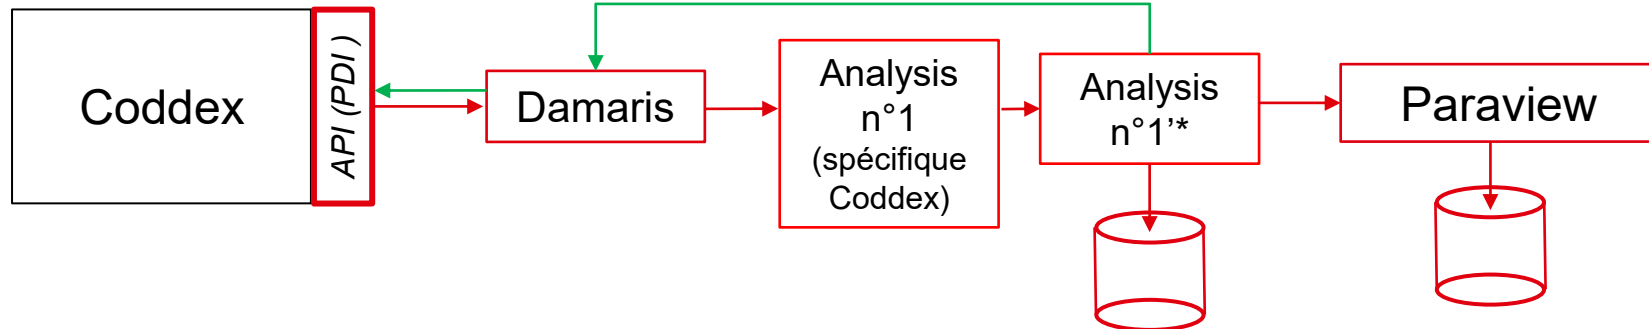 Coddex
API (PDI )
Damaris
Analysis
n°1
(spécifique
Coddex)
Analysis
n°1’*
Paraview